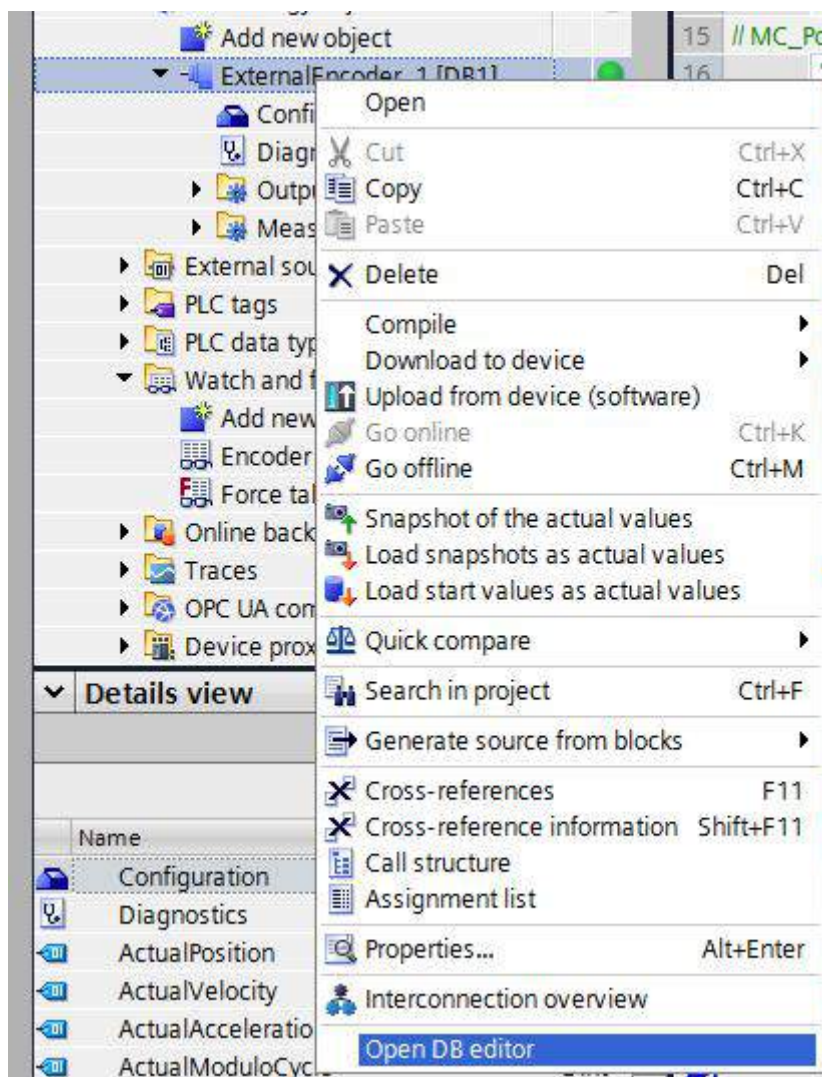 Add new object
15 // MC_Po
ExternalEncoder_1 [DB1]
16
Open
Confi
Diagn
Cut Ctrl+X
Outpu
Copy Ctrl+C
Meas
Paste Ctrl+V
External sou
Delete Del
PLC tags
Compile
PLC data typ
Download to device
Watch and f
Upload from device (software)
Add new
Go online Ctrl+K
Encoder
Go offline Ctrl+M
Force tal
Snapshot of the actual values
Online back
Load snapshots as actual values
Traces
Load start values as actual values
OPC UA com
Quick compare
Device prox
Details view
Search in project Ctrl+F
Generate source from blocks
Cross-references F11
Name
Cross-reference information Shift+F11
Configuration
Call structure
Diagnostics
Assignment list
ActualPosition
Properties... Alt+Enter
ActualVelocity
Interconnection overview
ActualAcceleratio
Open DB editor
ActualModuloCyc